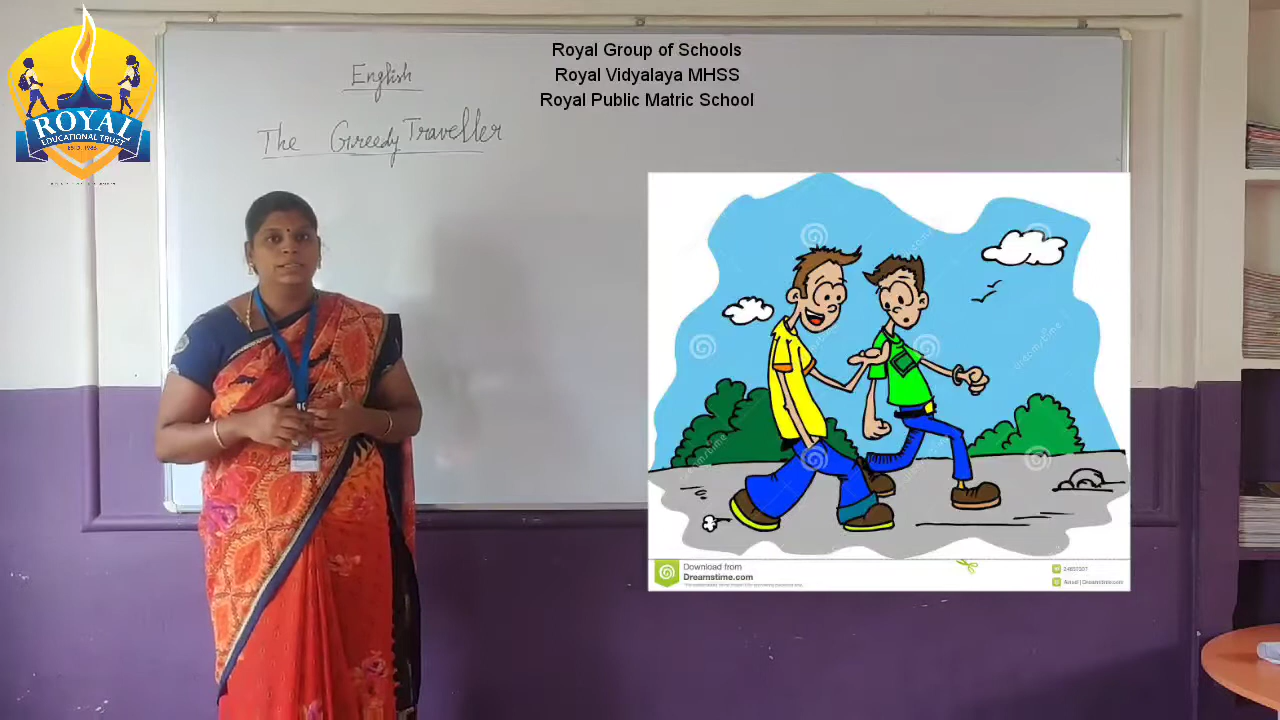 ROYAL
EDUCATIONAL TRUST
Royal Group of Schools
Royal Vidyalaya MHSS
Royal Public Matric School
English
The Greedy Traveller
Download from
Dreamstime.com